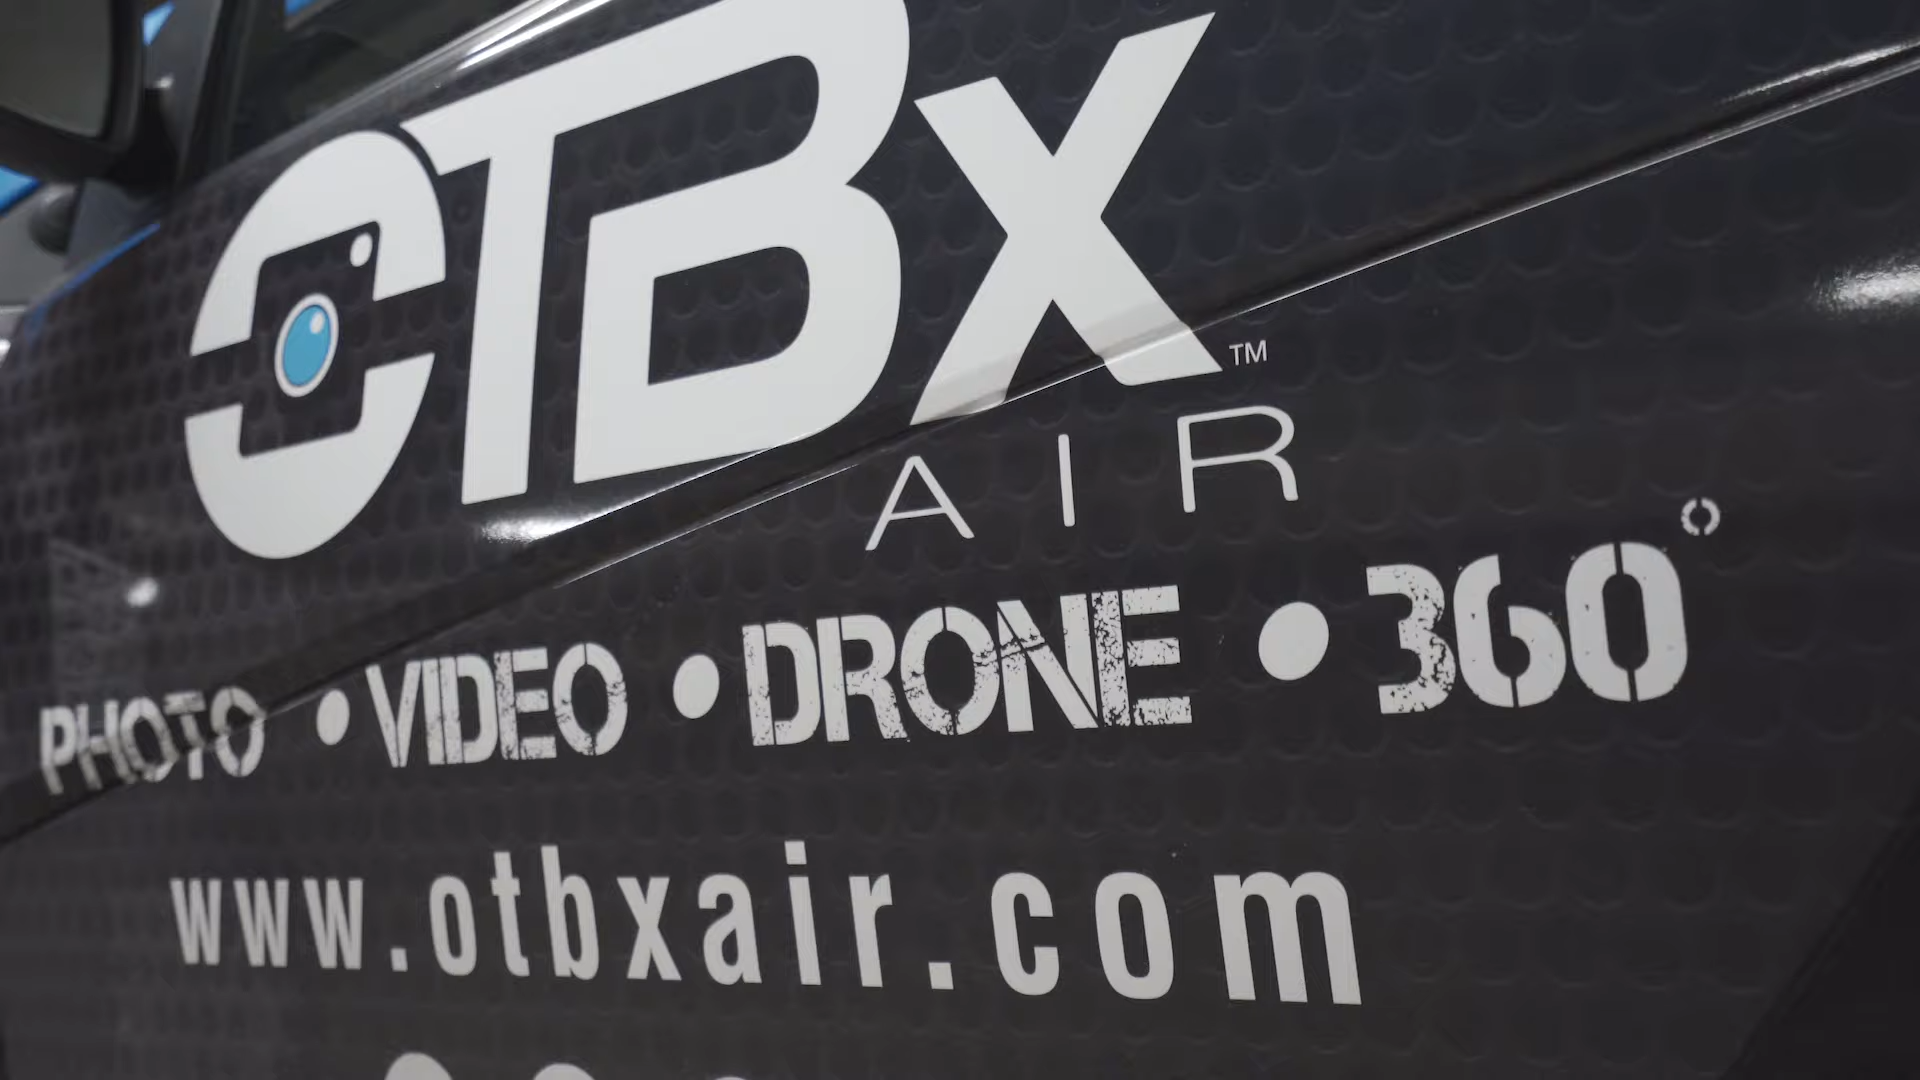 OTBx™
AIR
PHOTO • VIDEO • DRONE • 360°
www.otbxair.com